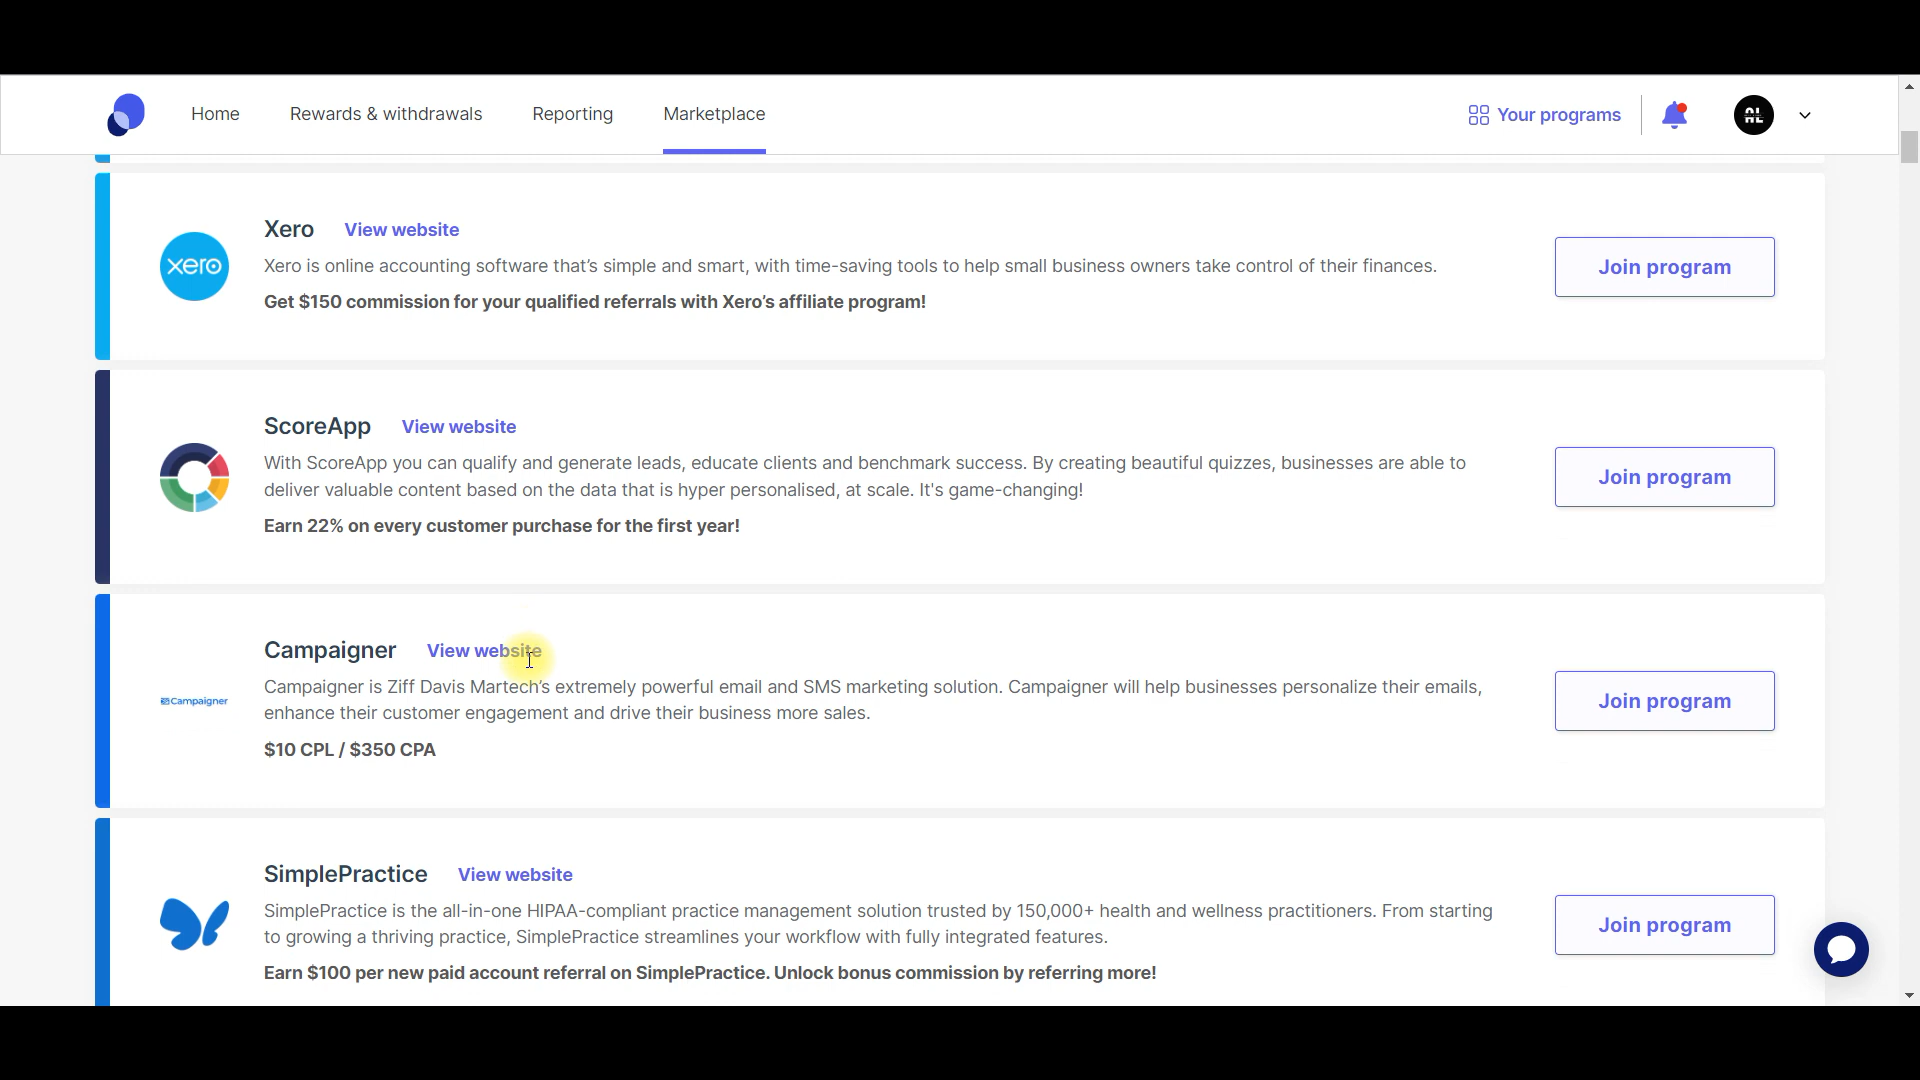 Home Rewards & withdrawals Reporting Marketplace Your programs AL
Xero View website
xero
Xero is online accounting software that's simple and smart, with time-saving tools to help small business owners take control of their finances.
Get $150 commission for your qualified referrals with Xero's affiliate program!
Join program
ScoreApp View website
With ScoreApp you can qualify and generate leads, educate clients and benchmark success. By creating beautiful quizzes, businesses are able to
deliver valuable content based on the data that is hyper personalised, at scale. It's game-changing!
Earn 22% on every customer purchase for the first year!
Join program
Campaigner View website
Campaigner
Campaigner is Ziff Davis Martech's extremely powerful email and SMS marketing solution. Campaigner will help businesses personalize their emails,
enhance their customer engagement and drive their business more sales.
$10 CPL / $350 CPA
Join program
SimplePractice View website
SimplePractice is the all-in-one HIPAA-compliant practice management solution trusted by 150,000+ health and wellness practitioners. From starting
to growing a thriving practice, SimplePractice streamlines your workflow with fully integrated features.
Earn $100 per new paid account referral on SimplePractice. Unlock bonus commission by referring more!
Join program